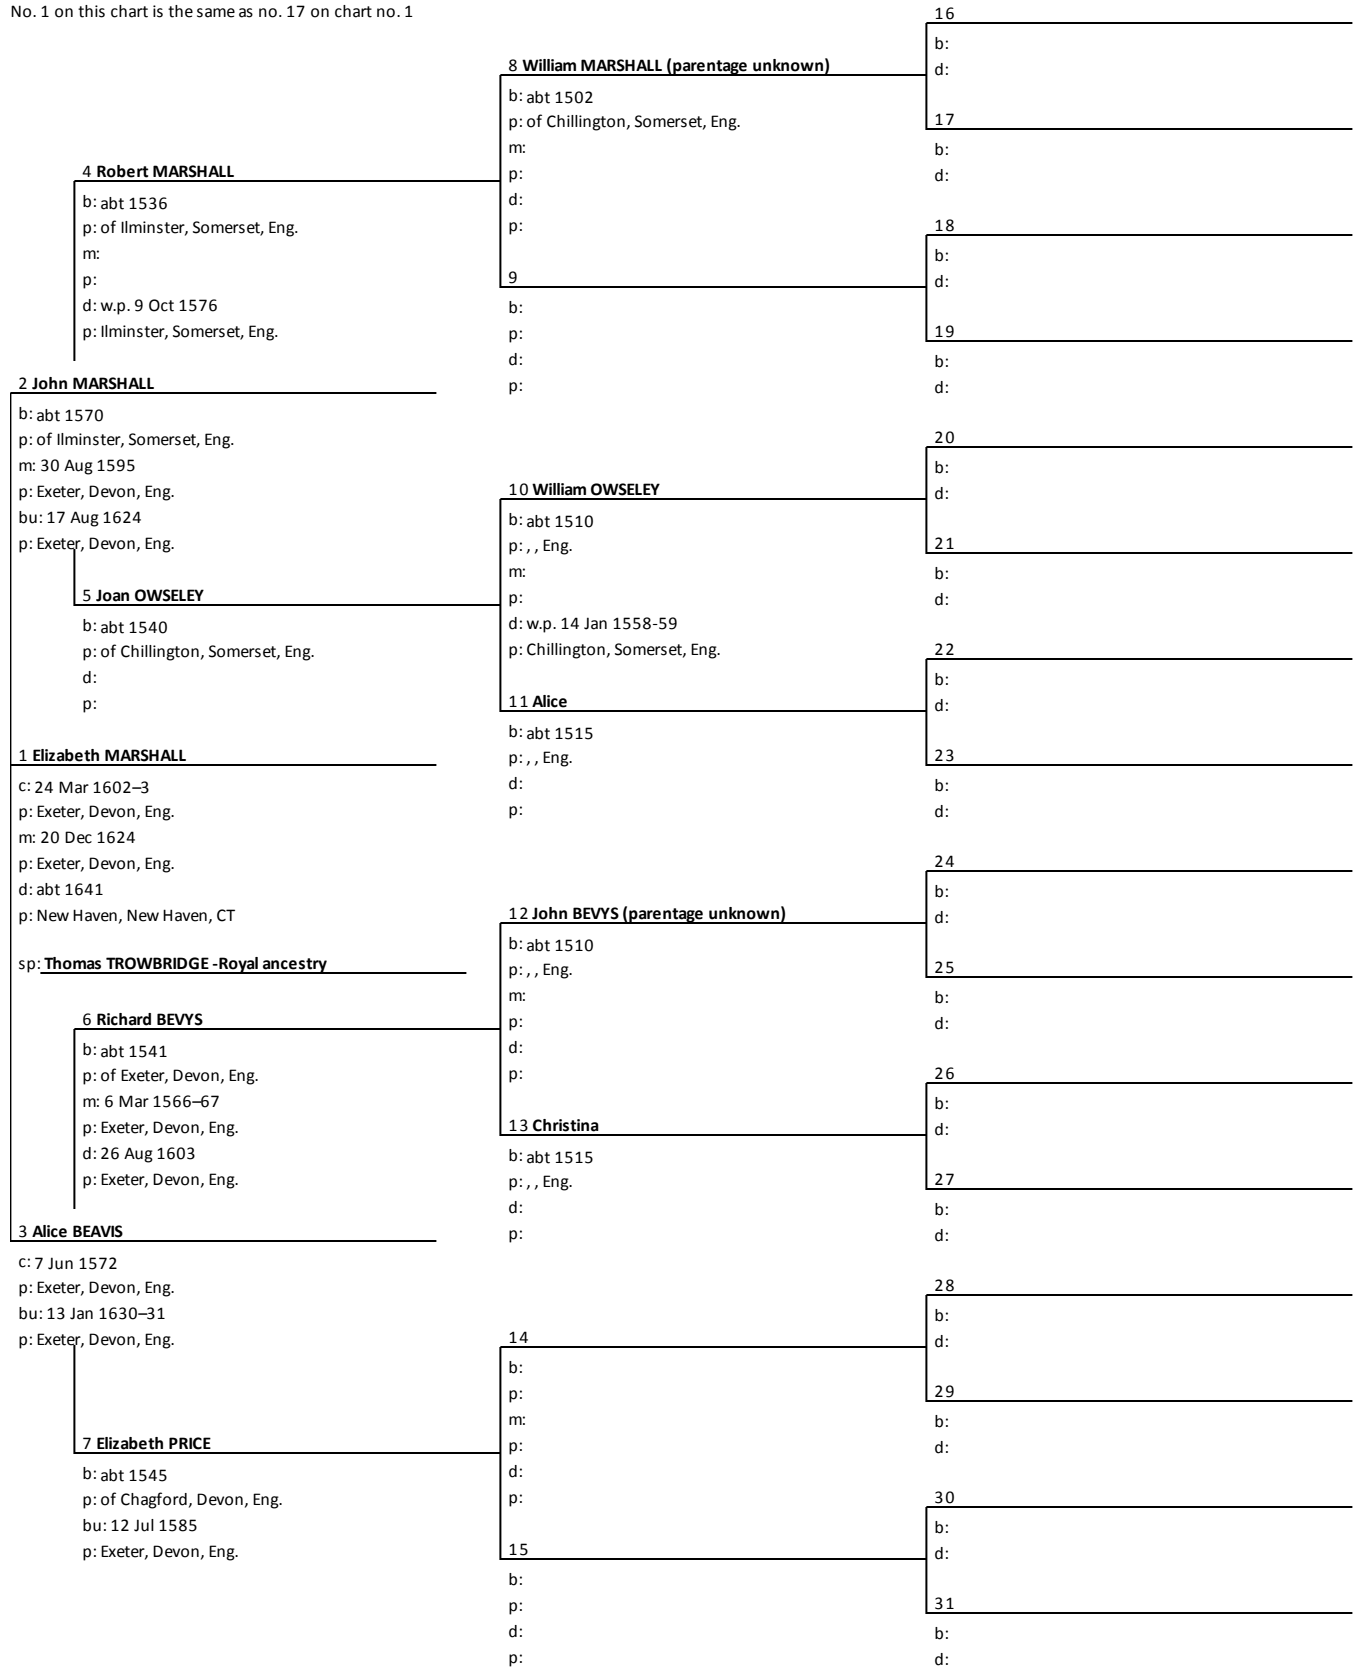 No. 1 on this chart is the same as no. 17 on chart no. 1
16
b:
d:
8 William MARSHALL (parentage unknown)
b: abt 1502
p: of Chillington, Somerset, Eng.
m:
p:
d:
p:
17
b:
d:
4 Robert MARSHALL
b: abt 1536
p: of Ilminster, Somerset, Eng.
m:
p:
d: w.p. 9 Oct 1576
p: Ilminster, Somerset, Eng.
18
b:
d:
9
b:
p:
d:
p:
19
b:
d:
2 John MARSHALL
b: abt 1570
p: of Ilminster, Somerset, Eng.
m: 30 Aug 1595
p: Exeter, Devon, Eng.
bu: 17 Aug 1624
p: Exeter, Devon, Eng.
20
b:
d:
10 William OWSELEY
b: abt 1510
p: , , Eng.
m:
p:
d: w.p. 14 Jan 1558-59
p: Chillington, Somerset, Eng.
21
b:
d:
5 Joan OWSELEY
b: abt 1540
p: of Chillington, Somerset, Eng.
d:
p:
22
b:
d:
11 Alice
b: abt 1515
p: , , Eng.
d:
p:
23
b:
d:
1 Elizabeth MARSHALL
c: 24 Mar 1602–3
p: Exeter, Devon, Eng.
m: 20 Dec 1624
p: Exeter, Devon, Eng.
d: abt 1641
p: New Haven, New Haven, CT
sp: Thomas TROWBRIDGE -Royal ancestry
24
b:
d:
12 John BEVYS (parentage unknown)
b: abt 1510
p: , , Eng.
m:
p:
d:
p:
25
b:
d:
6 Richard BEVYS
b: abt 1541
p: of Exeter, Devon, Eng.
m: 6 Mar 1566–67
p: Exeter, Devon, Eng.
d: 26 Aug 1603
p: Exeter, Devon, Eng.
26
b:
d:
13 Christina
b: abt 1515
p: , , Eng.
d:
p:
27
b:
d:
3 Alice BEAVIS
c: 7 Jun 1572
p: Exeter, Devon, Eng.
bu: 13 Jan 1630–31
p: Exeter, Devon, Eng.
28
b:
d:
14
b:
p:
m:
p:
d:
p:
29
b:
d:
7 Elizabeth PRICE
b: abt 1545
p: of Chagford, Devon, Eng.
bu: 12 Jul 1585
p: Exeter, Devon, Eng.
30
b:
d:
15
b:
p:
d:
p:
31
b:
d: